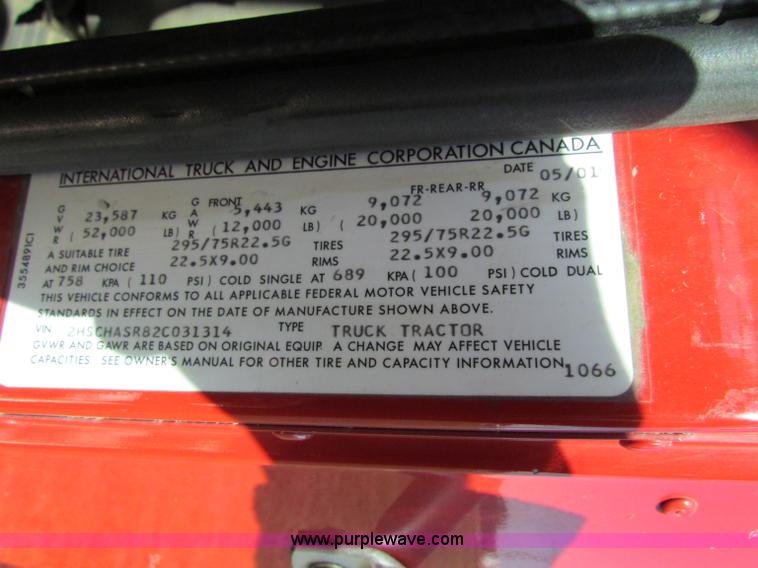 INTERNATIONAL TRUCK AND ENGINE CORPORATION CANADA
DATE 05/01
GVWR 23,587 KG GAWR FRONT 5,443 KG FR-REAR-RR 9,072 9,072 KG
(52,000 LB) (12,000 LB) (20,000 20,000 LB)
A SUITABLE TIRE 295/75R22.5G TIRES 295/75R22.5G TIRES
AND RIM CHOICE 22.5X9.00 RIMS 22.5X9.00 RIMS
AT 758 KPA (110 PSI) COLD SINGLE AT 689 KPA (100 PSI) COLD DUAL
THIS VEHICLE CONFORMS TO ALL APPLICABLE FEDERAL MOTOR VEHICLE SAFETY
STANDARDS IN EFFECT ON THE DATE OF MANUFACTURE SHOWN ABOVE.
VIN 2HSCHASR82C031314 TYPE TRUCK TRACTOR
GVWR AND GAWR ARE BASED ON ORIGINAL EQUIP A CHANGE MAY AFFECT VEHICLE
CAPACITIES SEE OWNER'S MANUAL FOR OTHER TIRE AND CAPACITY INFORMATION 1066
3554891C1
www.purplewave.com